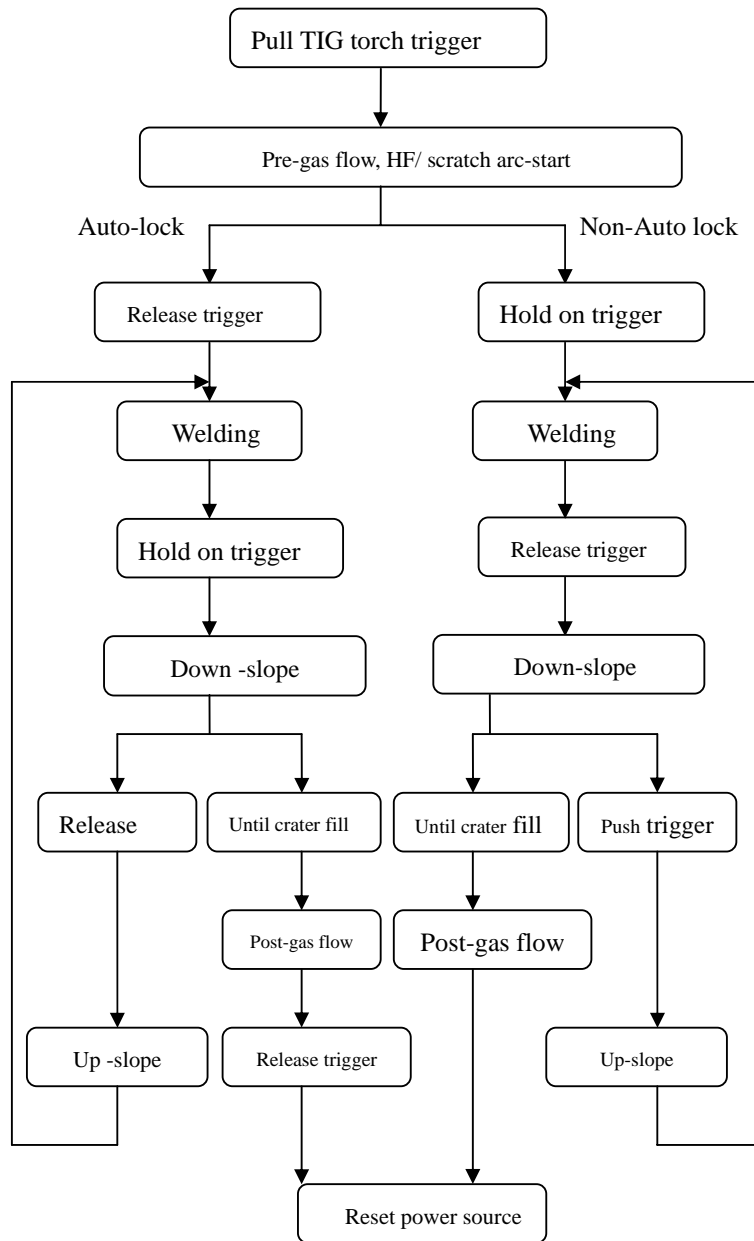 Pull TIG torch trigger
Pre-gas flow, HF/ scratch arc-start
Auto-lock
Non-Auto lock
Release trigger
Hold on trigger
Welding
Welding
Hold on trigger
Release trigger
Down -slope
Down-slope
Release
Until crater fill
Until crater fill
Push trigger
Post-gas flow
Post-gas flow
Up -slope
Release trigger
Up-slope
Reset power source